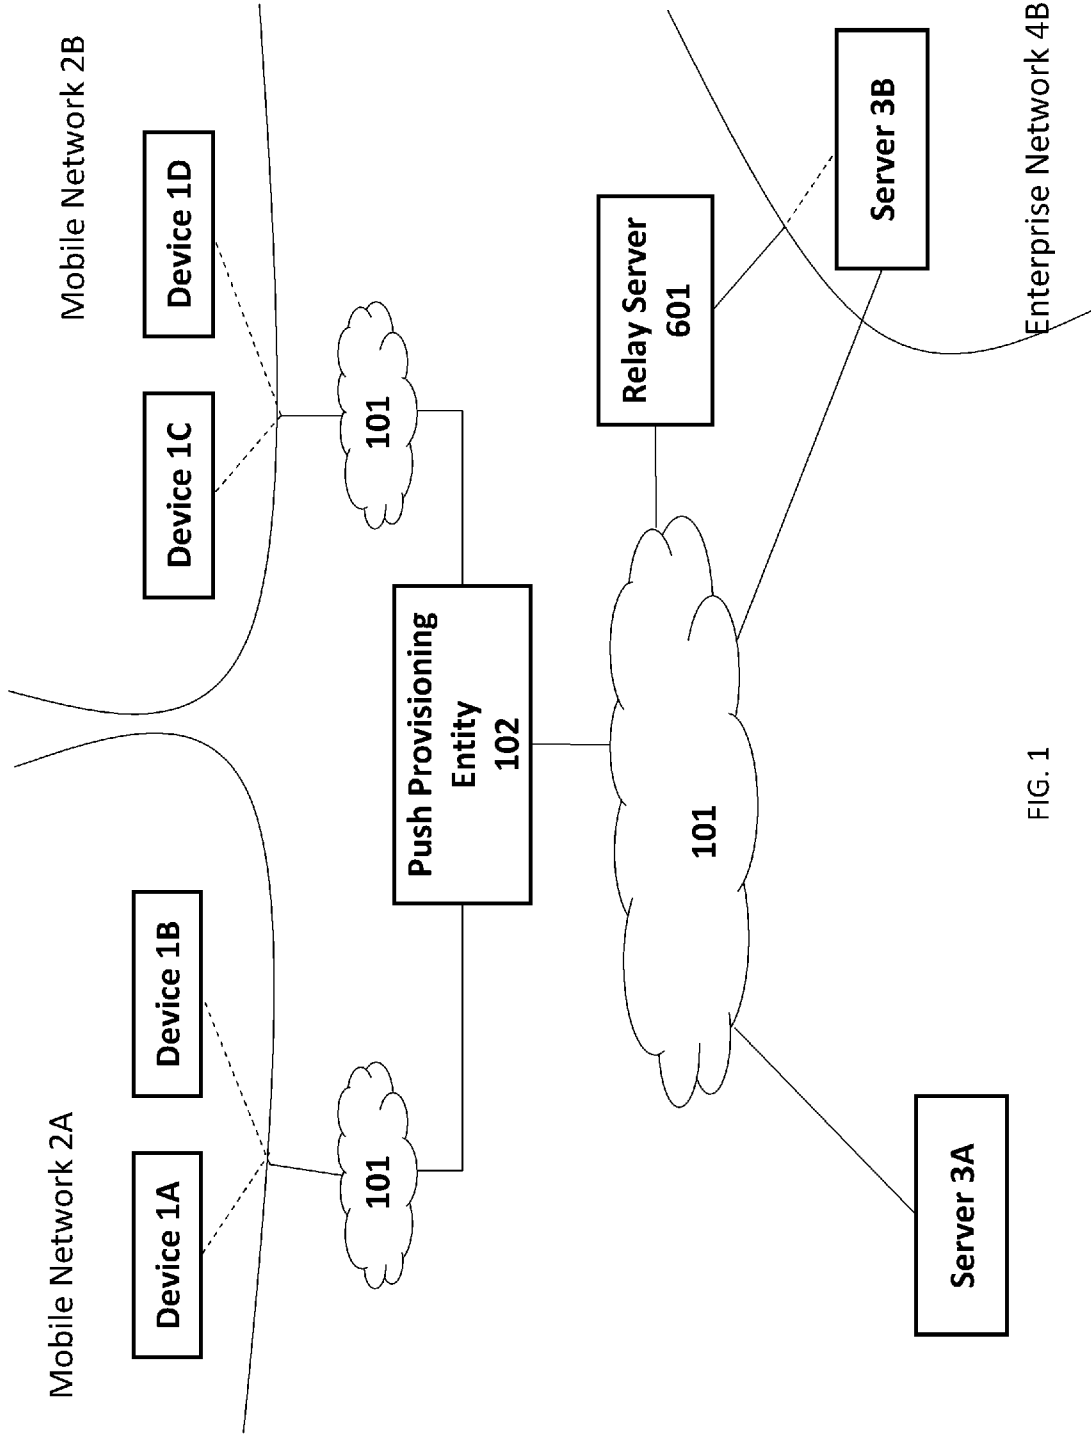 Mobile Network 2A
Mobile Network 2B
Device 1A
Device 1B
Device 1C
Device 1D
101
101
Push Provisioning
Entity
102
101
Relay Server
601
Server 3A
Server 3B
FIG. 1
Enterprise Network 4B